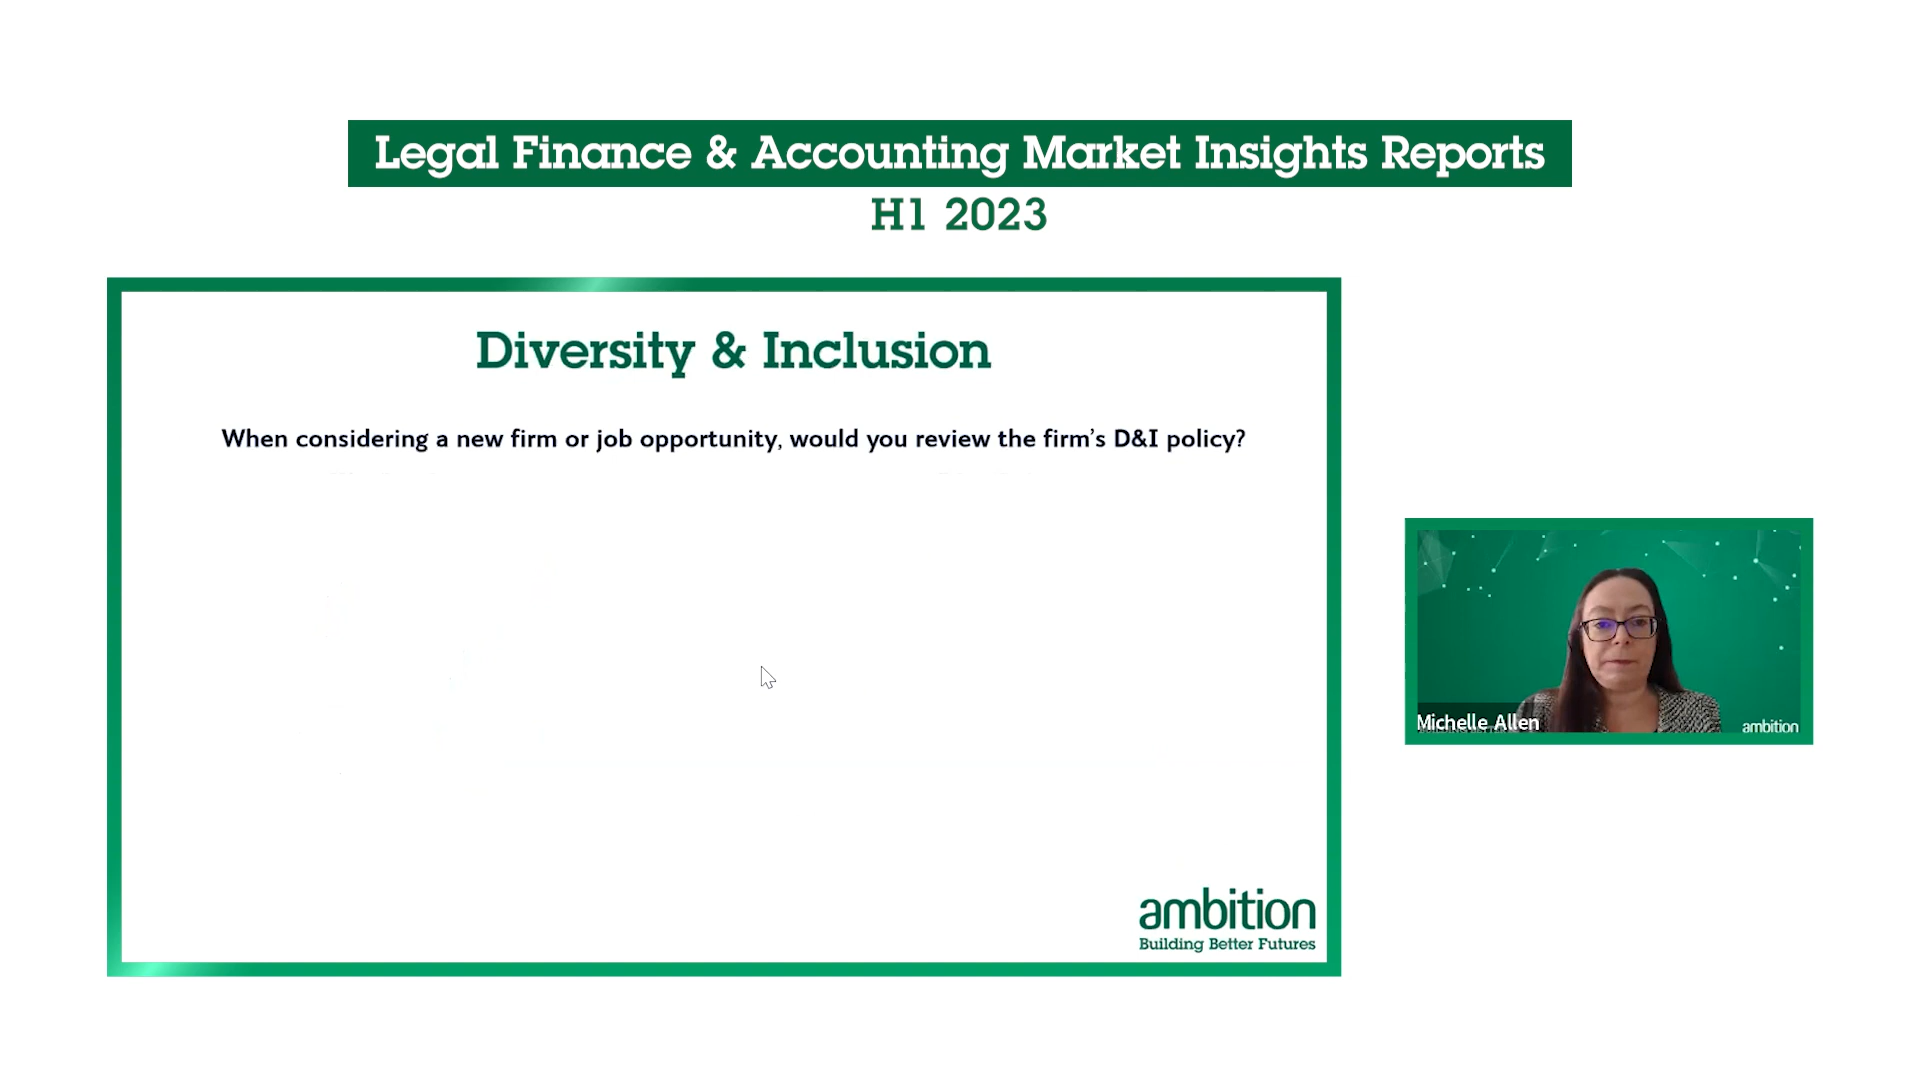 Legal Finance & Accounting Market Insights Reports
H1 2023
Diversity & Inclusion
When considering a new firm or job opportunity, would you review the firm's D&I policy?
Michelle Allen
ambition
ambition
Building Better Futures